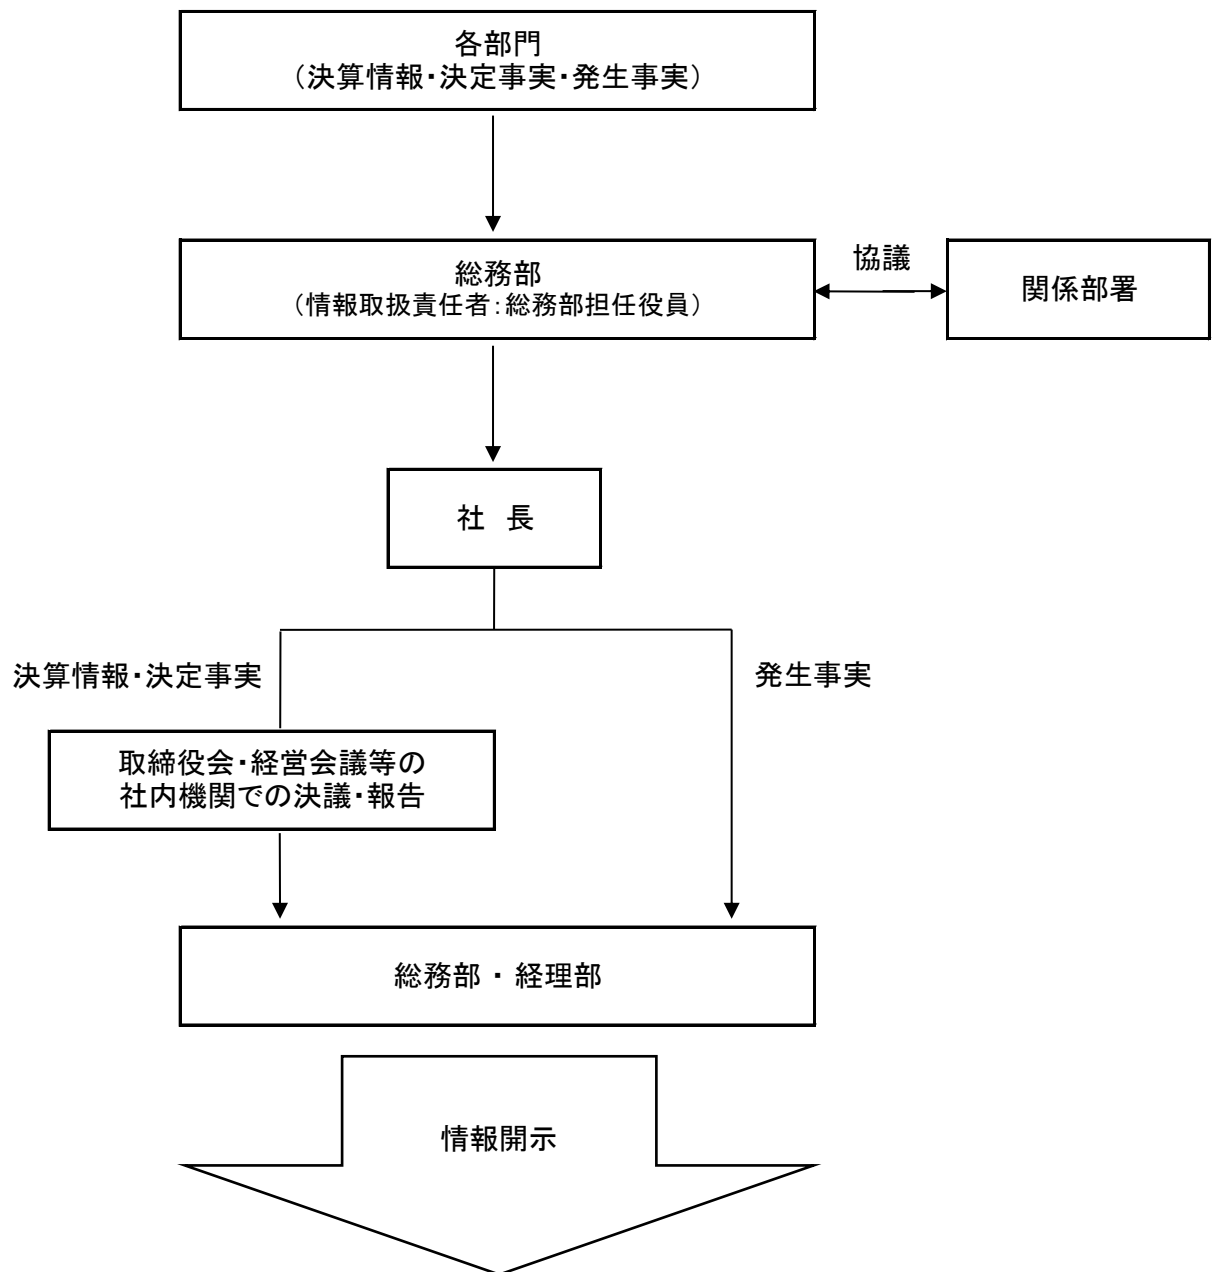 各部門
（決算情報・決定事実・発生事実）
総務部
（情報取扱責任者：総務部担任役員）
協議
関係部署
社　長
決算情報・決定事実
発生事実
取締役会・経営会議等の
社内機関での決議・報告
総務部 ・ 経理部
情報開示